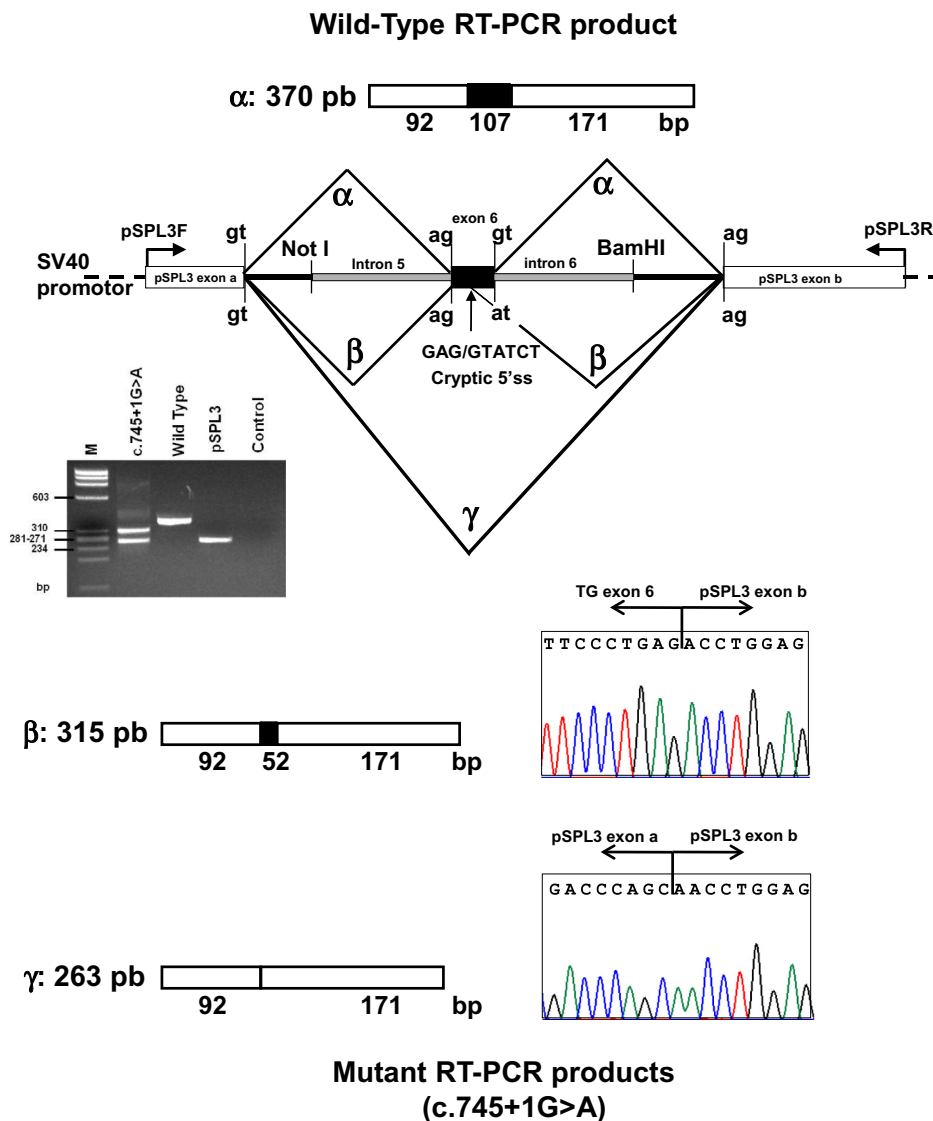 Wild-Type RT-PCR product
α: 370 pb
92 107 171 bp
α α
exon 6
pSPL3F gt ag gt ag pSPL3R
Not I BamHI
SV40 promotor
pSPL3 exon a Intron 5 intron 6 pSPL3 exon b
gt ag at ag
β β
GAG/GTATCT
Cryptic 5'ss
γ
M c.745+1G>A Wild Type pSPL3 Control
603
310
281-271
234
bp
TG exon 6 pSPL3 exon b
TTCCCTGAGACCTGGAG
β: 315 pb
92 52 171 bp
pSPL3 exon a pSPL3 exon b
GACCCAGCAACCTGGAG
γ: 263 pb
92 171 bp
Mutant RT-PCR products
(c.745+1G>A)